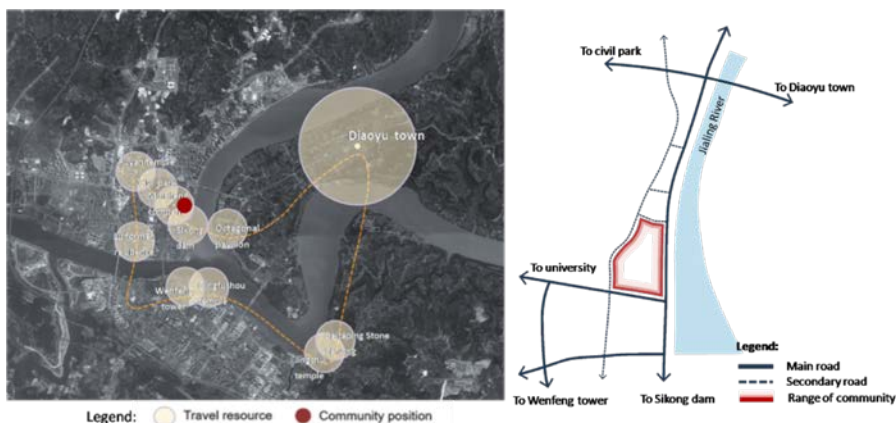 Diaoyu town
Octagonal
pavilion
dam
Wenfeng
tower
temple
Legend:
Travel resource
Community position
To civil park
To Diaoyu town
Jialing River
To university
To Wenfeng tower
To Sikong dam
Legend:
Main road
Secondary road
Range of community